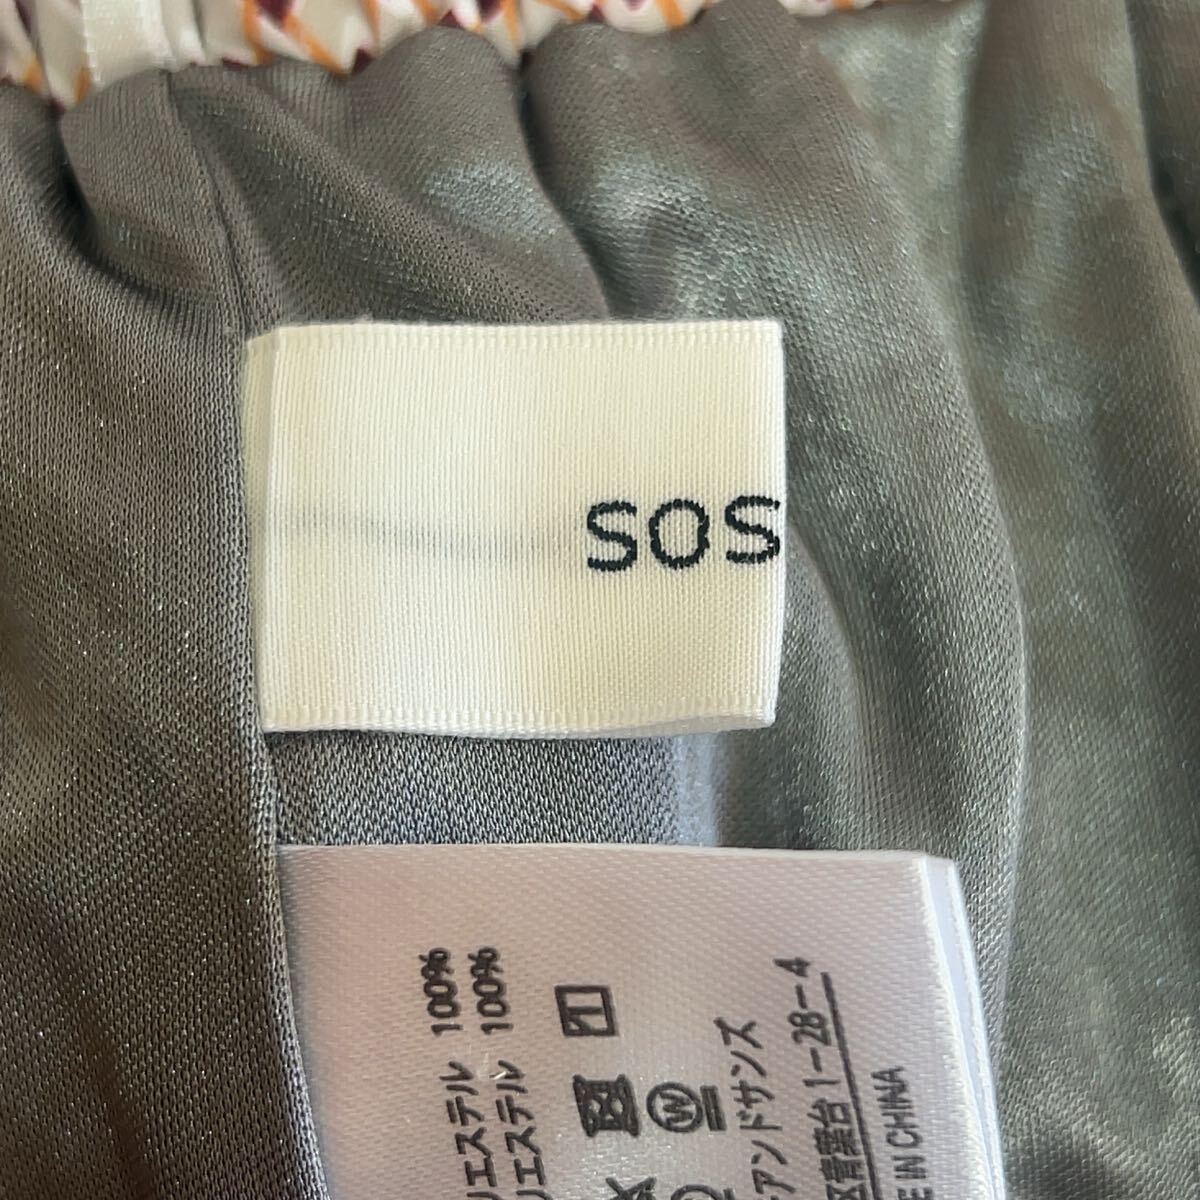 SOS
リエステル 100%
リエステル 100%
アンドサンズ
区青葉台1-28-4
E IN CHINA